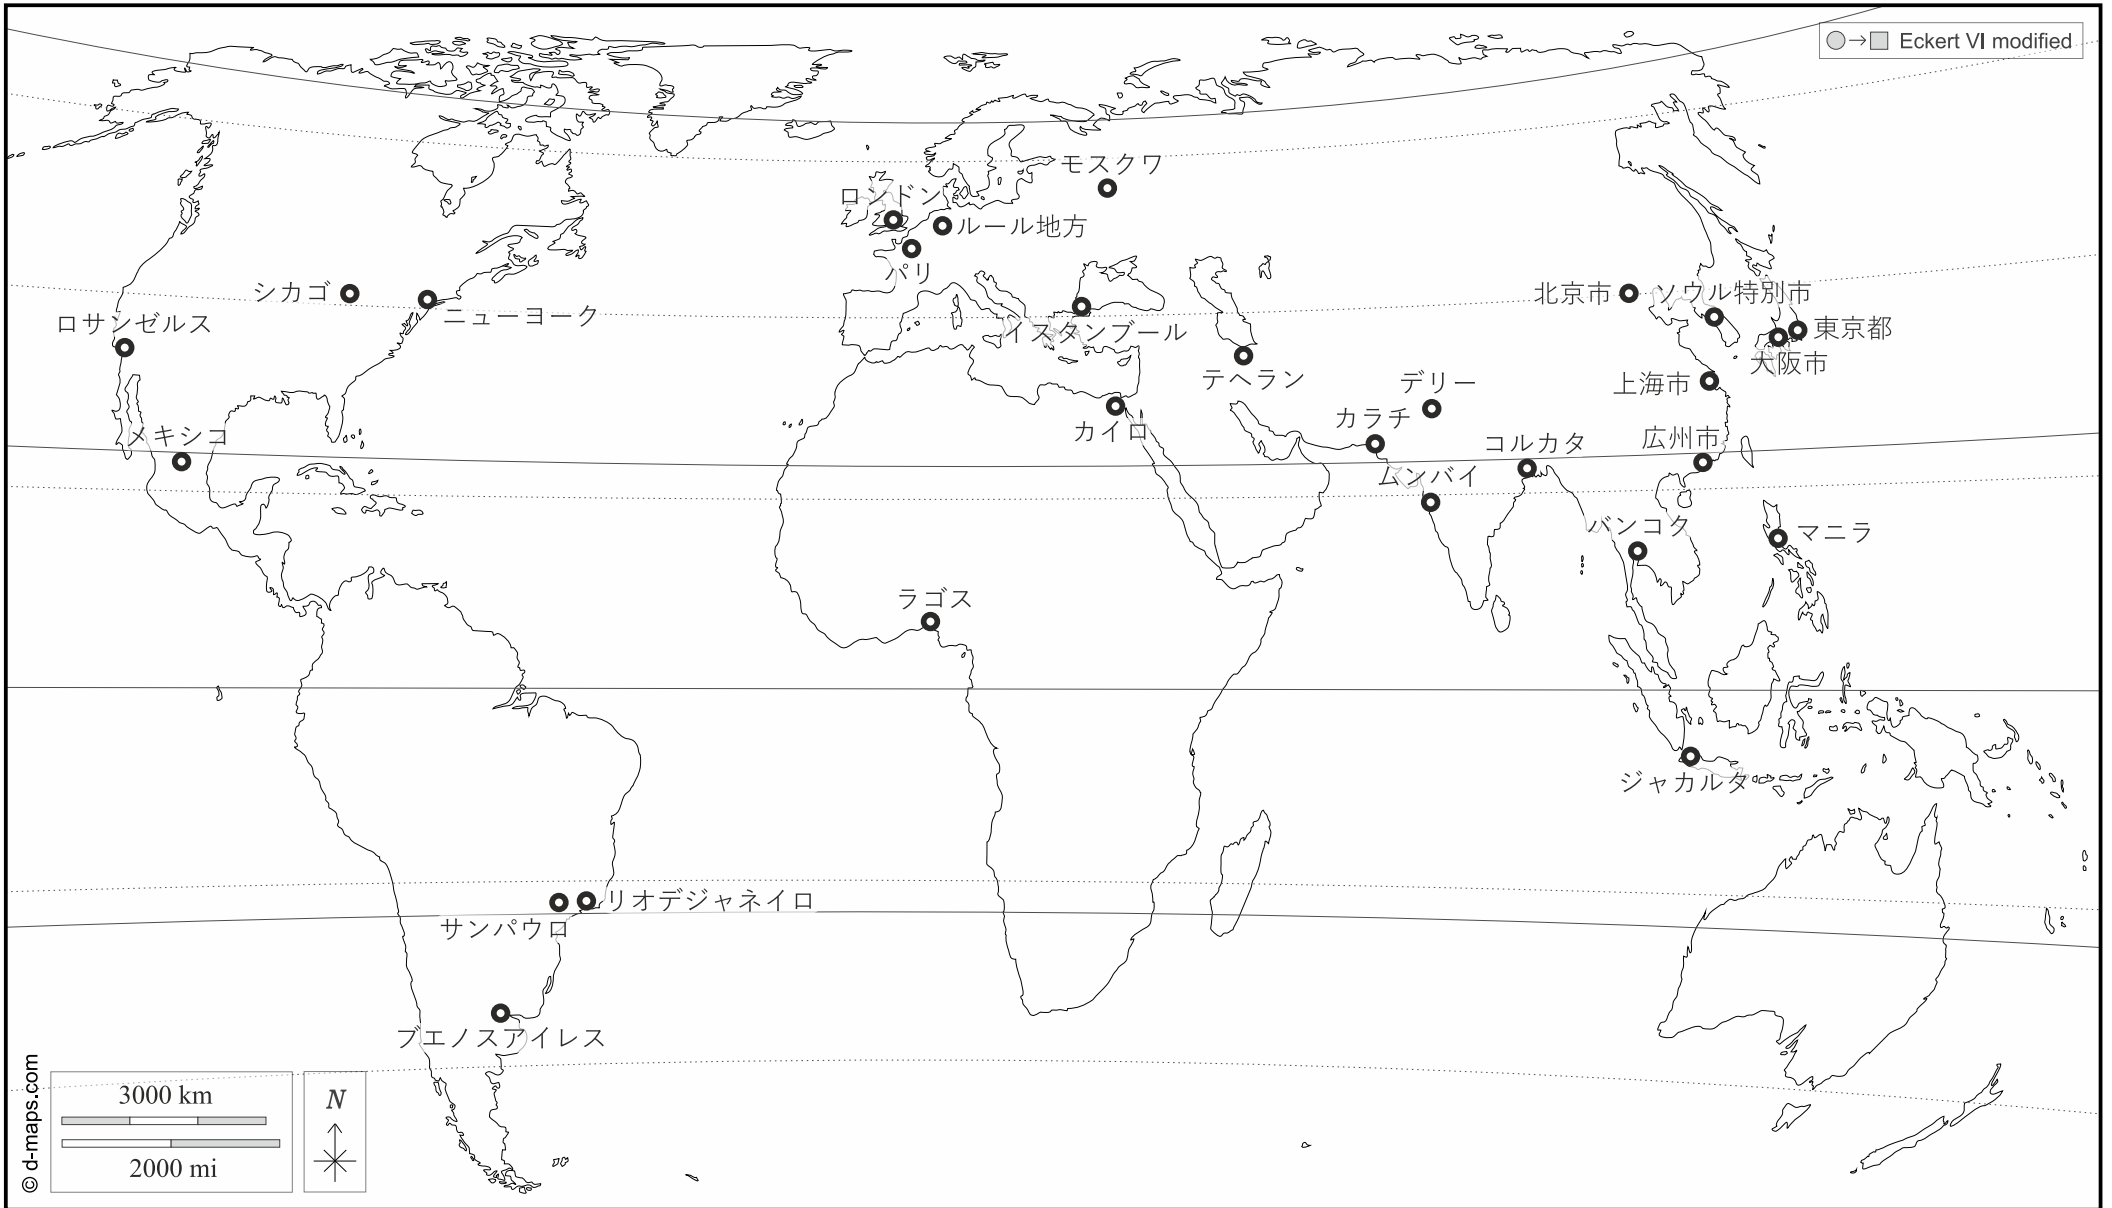 Eckert VI modified
モスクワ
ロンドン
ルール地方
パリ
シカゴ
ニューヨーク
ロサンゼルス
イスタンブール
北京市
ソウル特別市
東京都
大阪市
テヘラン
デリー
上海市
カラチ
カイロ
メキシコ
コルカタ
広州市
ムンバイ
バンコク
マニラ
ラゴス
ジャカルタ
リオデジャネイロ
サンパウロ
ブエノスアイレス
3000 km
2000 mi
N
© d-maps.com